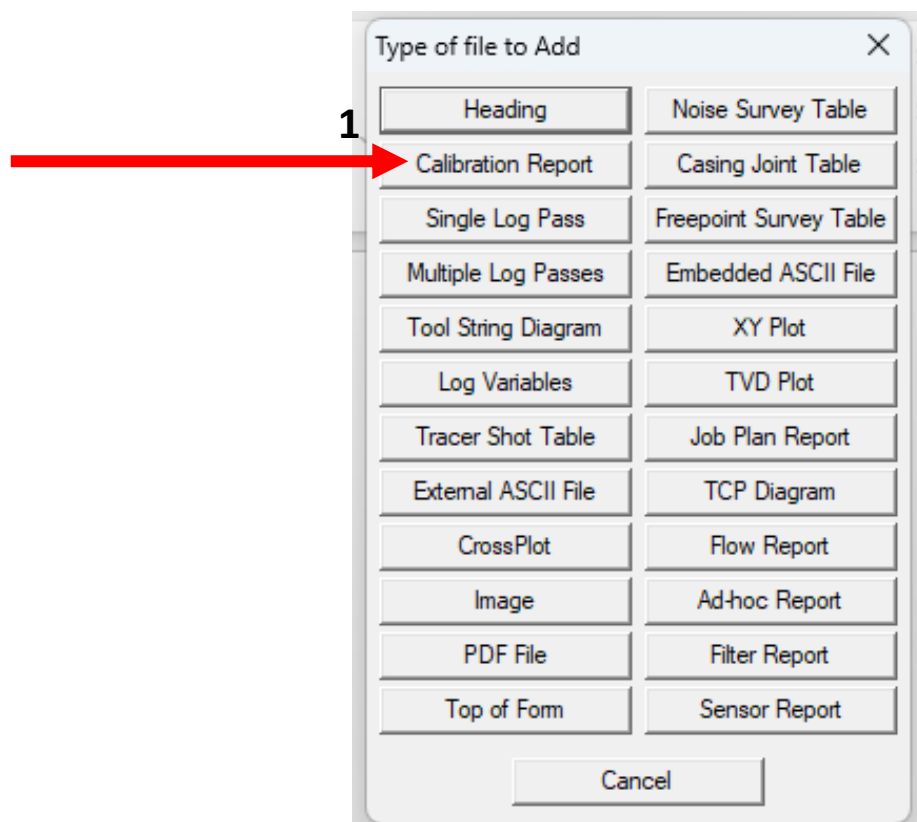 Type of file to Add
1
Heading
Noise Survey Table
Calibration Report
Casing Joint Table
Single Log Pass
Freepoint Survey Table
Multiple Log Passes
Embedded ASCII File
Tool String Diagram
XY Plot
Log Variables
TVD Plot
Tracer Shot Table
Job Plan Report
External ASCII File
TCP Diagram
CrossPlot
Flow Report
Image
Ad-hoc Report
PDF File
Filter Report
Top of Form
Sensor Report
Cancel